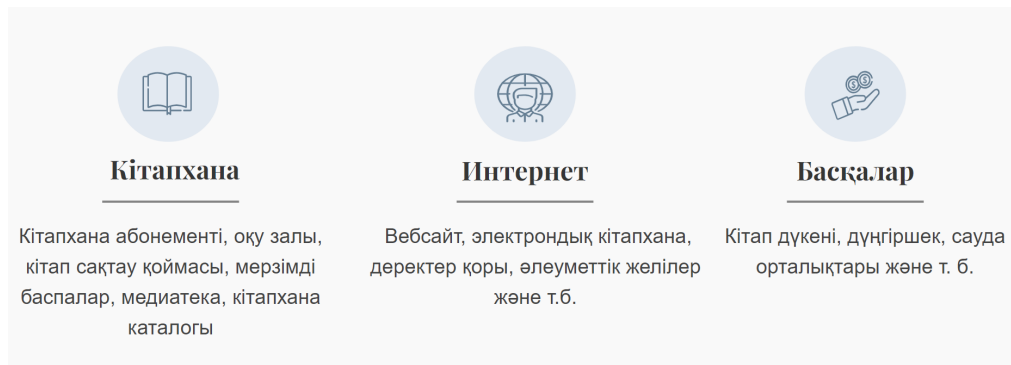 Кітапхана
Кітапхана абонементі, оқу залы,
кітап сақтау қоймасы, мерзімді
баспалар, медиатека, кітапхана
каталогы
Интернет
Вебсайт, электрондық кітапхана,
деректер қоры, әлеуметтік желілер
және т.б.
Басқалар
Кітап дүкені, дүңгіршек, сауда
орталықтары және т. б.